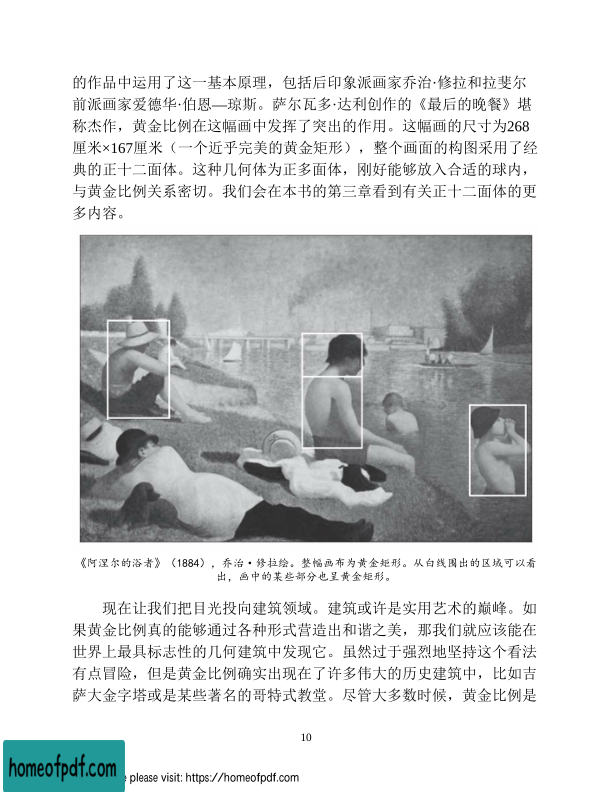 的作品中运用了这一基本原理，包括后印象派画家乔治·修拉和拉斐尔
前派画家爱德华·伯恩—琼斯。萨尔瓦多·达利创作的《最后的晚餐》堪
称杰作，黄金比例在这幅画中发挥了突出的作用。这幅画的尺寸为268
厘米×167厘米（一个近乎完美的黄金矩形），整个画面的构图采用了经
典的正十二面体。这种几何体为正多面体，刚好能够放入合适的球内，
与黄金比例关系密切。我们会在本书的第三章看到有关正十二面体的更
多内容。
《阿涅尔的浴者》（1884），乔治·修拉绘。整幅画布为黄金矩形。从白线围出的区域可以看
出，画中的某些部分也呈黄金矩形。
现在让我们把目光投向建筑领域。建筑或许是实用艺术的巅峰。如
果黄金比例真的能够通过各种形式营造出和谐之美，那我们就应该能在
世界上最具标志性的几何建筑中发现它。虽然过于强烈地坚持这个看法
有点冒险，但是黄金比例确实出现在了许多伟大的历史建筑中，比如吉
萨大金字塔或是某些著名的哥特式教堂。尽管大多数时候，黄金比例是
10
homeofpdf.com
e please visit: https://homeofpdf.com